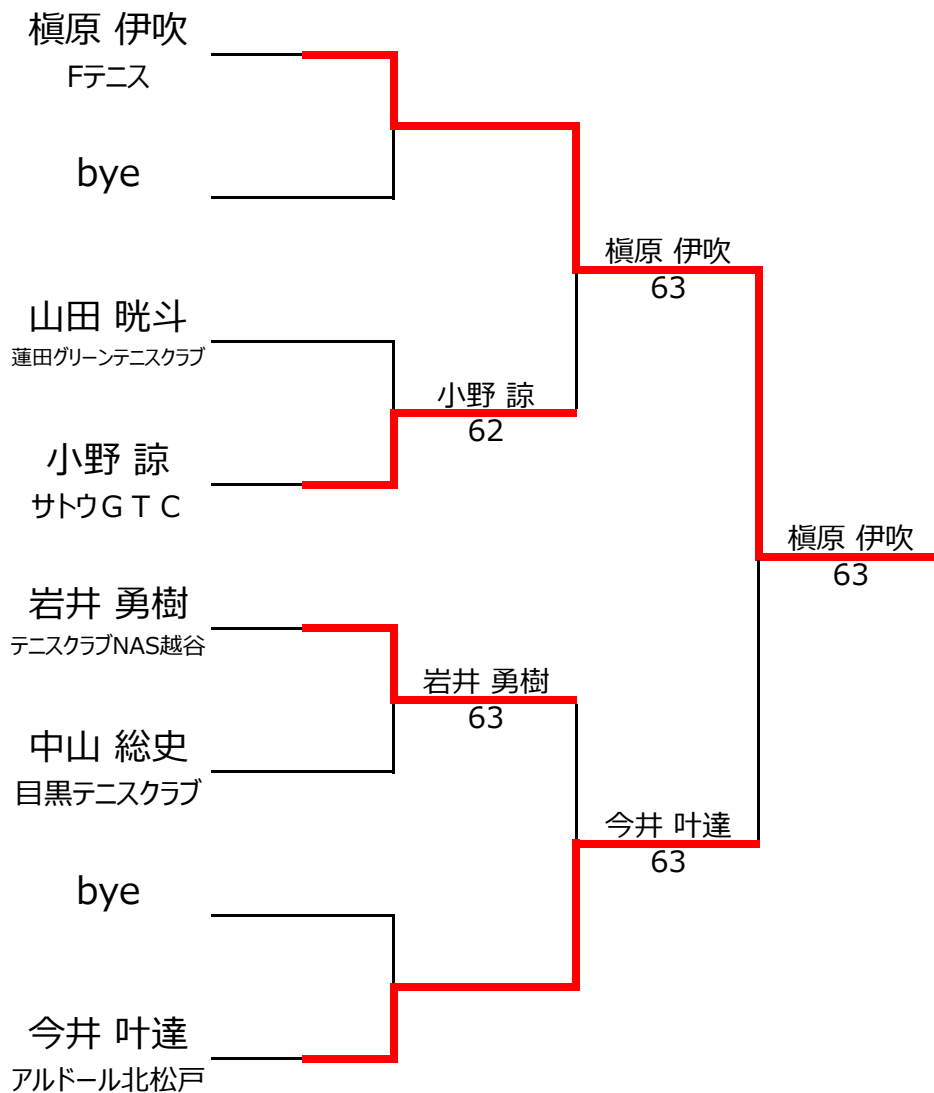 槇原 伊吹
Fテニス
bye
槇原 伊吹
63
山田 晄斗
蓮田グリーンテニスクラブ
小野 諒
62
小野 諒
サトウＧＴＣ
槇原 伊吹
63
岩井 勇樹
テニスクラブNAS越谷
岩井 勇樹
63
中山 総史
目黒テニスクラブ
今井 叶達
63
bye
今井 叶達
アルドール北松戸